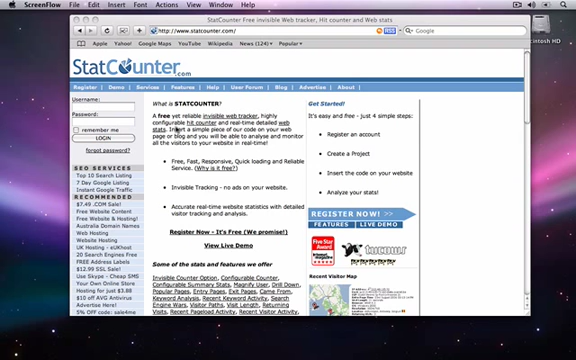 ScreenFlow File Edit Insert Font Actions View Window Help
StatCounter Free invisible Web tracker, Hit counter and Web stats
http://www.statcounter.com/
RSS
Google
Apple Yahoo! Google Maps YouTube Wikipedia News (124) Popular
StatCounter.com
Register Demo Services Features Help User Forum Blog Advertise About
Username:
Password:
remember me
LOGIN
forgot password?
SEO SERVICES
Top 10 Search Listing
7 Day Google Listing
Instant Google Traffic
RECOMMENDED
$7.49 .COM Sale!
Free Website Content
Free Website & Hosting!
Australia Domain Names
Web Hosting
Website Hosting
UK Hosting - eUKhost
20 Search Engines Free
FREE Address Labels!
$12.99 SSL Sale!
Use Skype - Cheap SMS
Your Own Online Store
Hosting for just $3.88
$10 off AVG Antivirus
Advertise Here!
5% OFF code: sale4me
What is STATCOUNTER?
A free yet reliable invisible web tracker, highly
configurable hit counter and real-time detailed web
stats. Insert a simple piece of our code on your web
page or blog and you will be able to analyse and monitor
all the visitors to your website in real-time!
Free, Fast, Responsive, Quick loading and Reliable
Service. (Why is it free?)
Invisible Tracking - no ads on your website.
Accurate real-time website statistics with detailed
visitor tracking and analysis.
Register Now - It's Free (We promise!)
View Live Demo
Some of the stats and features we offer
Invisible Counter Option, Configurable Counter,
Configurable Summary Stats, Magnify User, Drill Down,
Popular Pages, Entry Pages, Exit Pages, Came From,
Keyword Analysis, Recent Keyword Activity, Search
Engine Wars, Visitor Paths, Visit Length, Returning
Visits, Recent Pageload Activity, Recent Visitor Activity,
Get Started!
It's easy and free - just 4 simple steps:
Register an account
Create a Project
Insert the code on your website
Analyze your stats!
REGISTER NOW!
FEATURES LIVE DEMO
Five Star Award
tucows
Recent Visitor Map
Macintosh HD